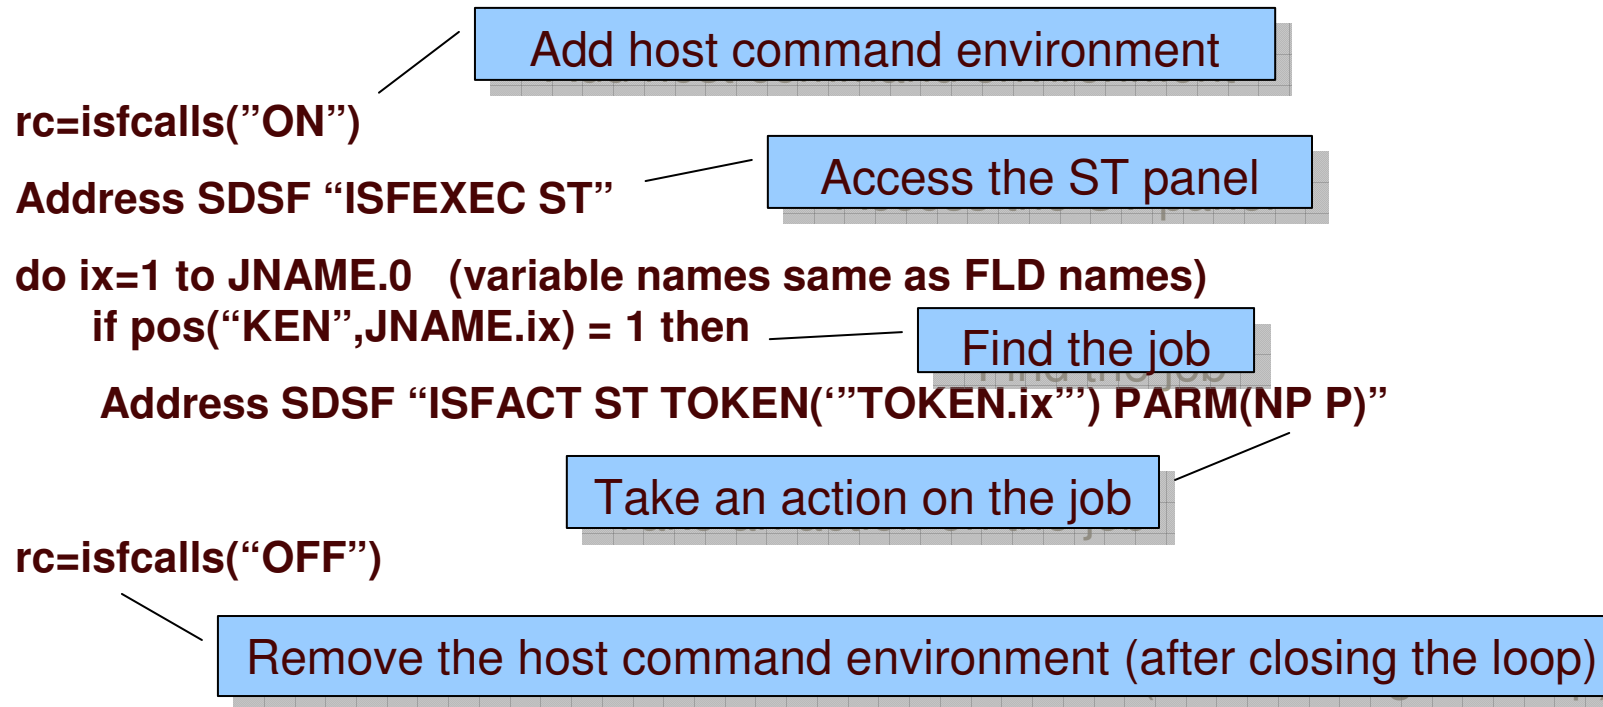 Add host command environment
rc=isfcalls(”ON”)
Access the ST panel
Address SDSF “ISFEXEC ST”
do ix=1 to JNAME.0 (variable names same as FLD names)
if pos(“KEN”,JNAME.ix) = 1 then
Find the job
Address SDSF “ISFACT ST TOKEN(‘”TOKEN.ix”’) PARM(NP P)”
Take an action on the job
rc=isfcalls(“OFF”)
Remove the host command environment (after closing the loop)